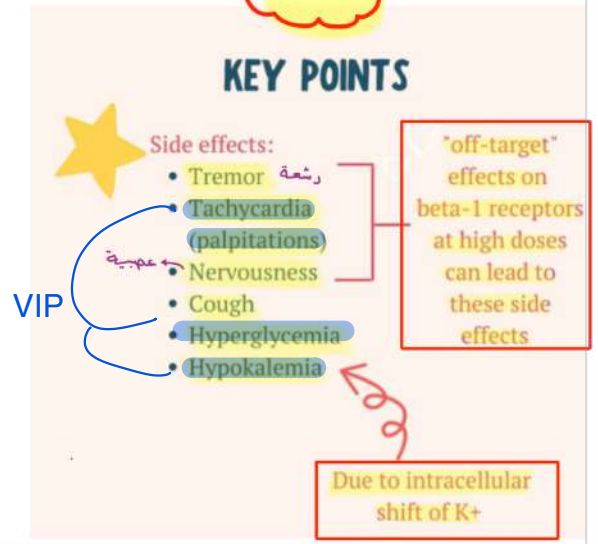 KEY POINTS
Side effects:
• Tremor رشعة
• Tachycardia
(palpitations)
عصبية
• Nervousness
• Cough
• Hyperglycemia
• Hypokalemia
VIP
"off-target"
effects on
beta-1 receptors
at high doses
can lead to
these side
effects
Due to intracellular
shift of K+